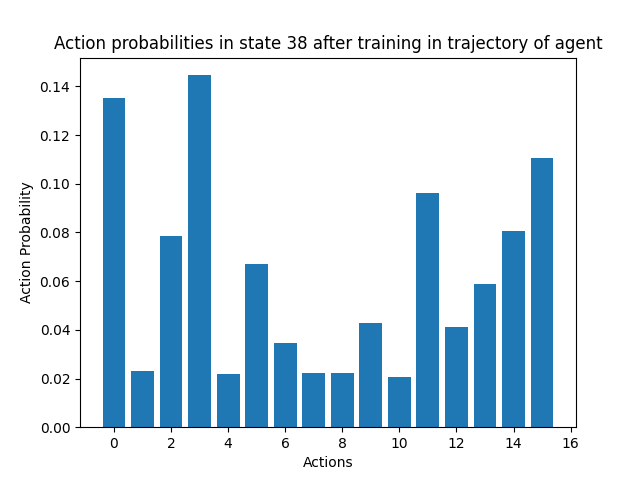 Action probabilities in state 38 after training in trajectory of agent
0.14
0.12
0.10
0.08
0.06
0.04
0.02
0.00
Action Probability
0 2 4 6 8 10 12 14 16
Actions